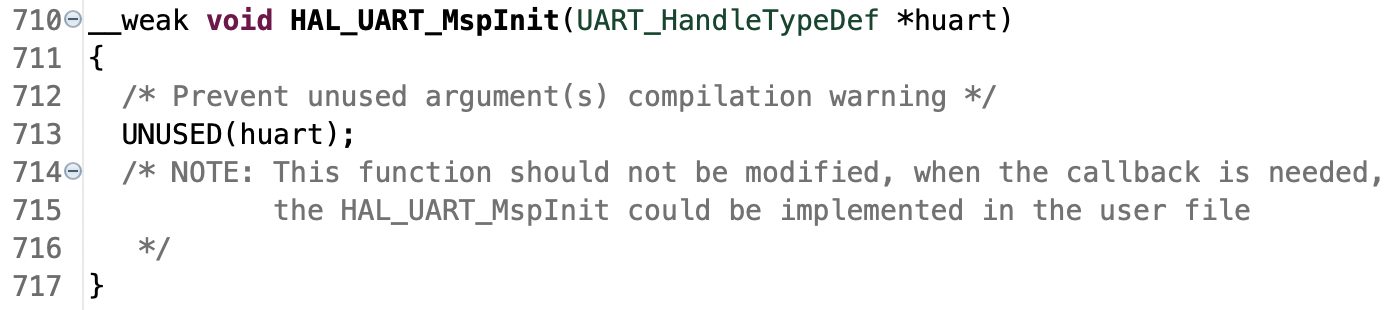 710 __weak void HAL_UART_MspInit(UART_HandleTypeDef *huart)
711 {
712   /* Prevent unused argument(s) compilation warning */
713   UNUSED(huart);
714   /* NOTE: This function should not be modified, when the callback is needed,
715            the HAL_UART_MspInit could be implemented in the user file
716    */
717 }